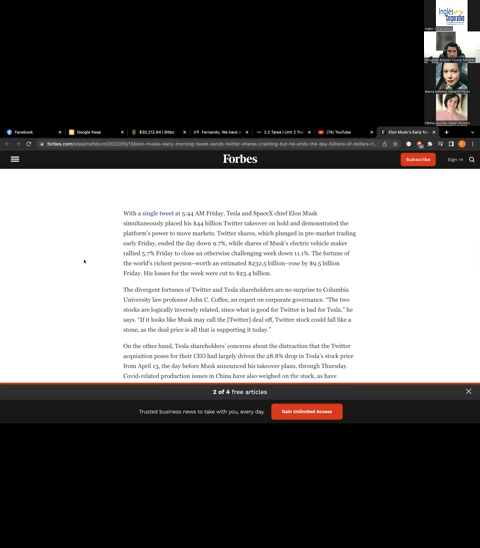 Inglés
Corporativo
Facebook
Google Keep
$30,212.64 | Bitbo
Fernando, We have
2.2 Tarea | Unit 2 Tra
(74) YouTube
Elon Musk's Early M
forbes.com/sites/mattdurot/2022/05/13/elon-musks-early-morning-tweet-sends-twitter-shares-crashing-but-he-ends-the-day-billions-of-dollars-r
Forbes
Subscribe
Sign in
With a single tweet at 5:44 AM Friday, Tesla and SpaceX chief Elon Musk
simultaneously placed his $44 billion Twitter takeover on hold and demonstrated the
platform's power to move markets. Twitter shares, which plunged in pre-market trading
early Friday, ended the day down 9.7%, while shares of Musk's electric vehicle maker
rallied 5.7% Friday to close an otherwise challenging week down 11.1%. The fortune of
the world's richest person–worth an estimated $232.5 billion–rose by $9.5 billion
Friday. His losses for the week were cut to $23.4 billion.
The divergent fortunes of Twitter and Tesla shareholders are no surprise to Columbia
University law professor John C. Coffee, an expert on corporate governance. "The two
stocks are logically inversely related, since what is good for Twitter is bad for Tesla," he
says. "If it looks like Musk may call the [Twitter] deal off, Twitter stock could fall like a
stone, as the deal price is all that is supporting it today."
On the other hand, Tesla shareholders' concerns about the distraction that the Twitter
acquisition poses for their CEO had largely driven the 28.8% drop in Tesla's stock price
from April 13, the day before Musk announced his takeover plans, through Thursday.
Covid-related production issues in China have also weighed on the stock, as have
2 of 4 free articles
Trusted business news to take with you, every day.
Gain Unlimited Access